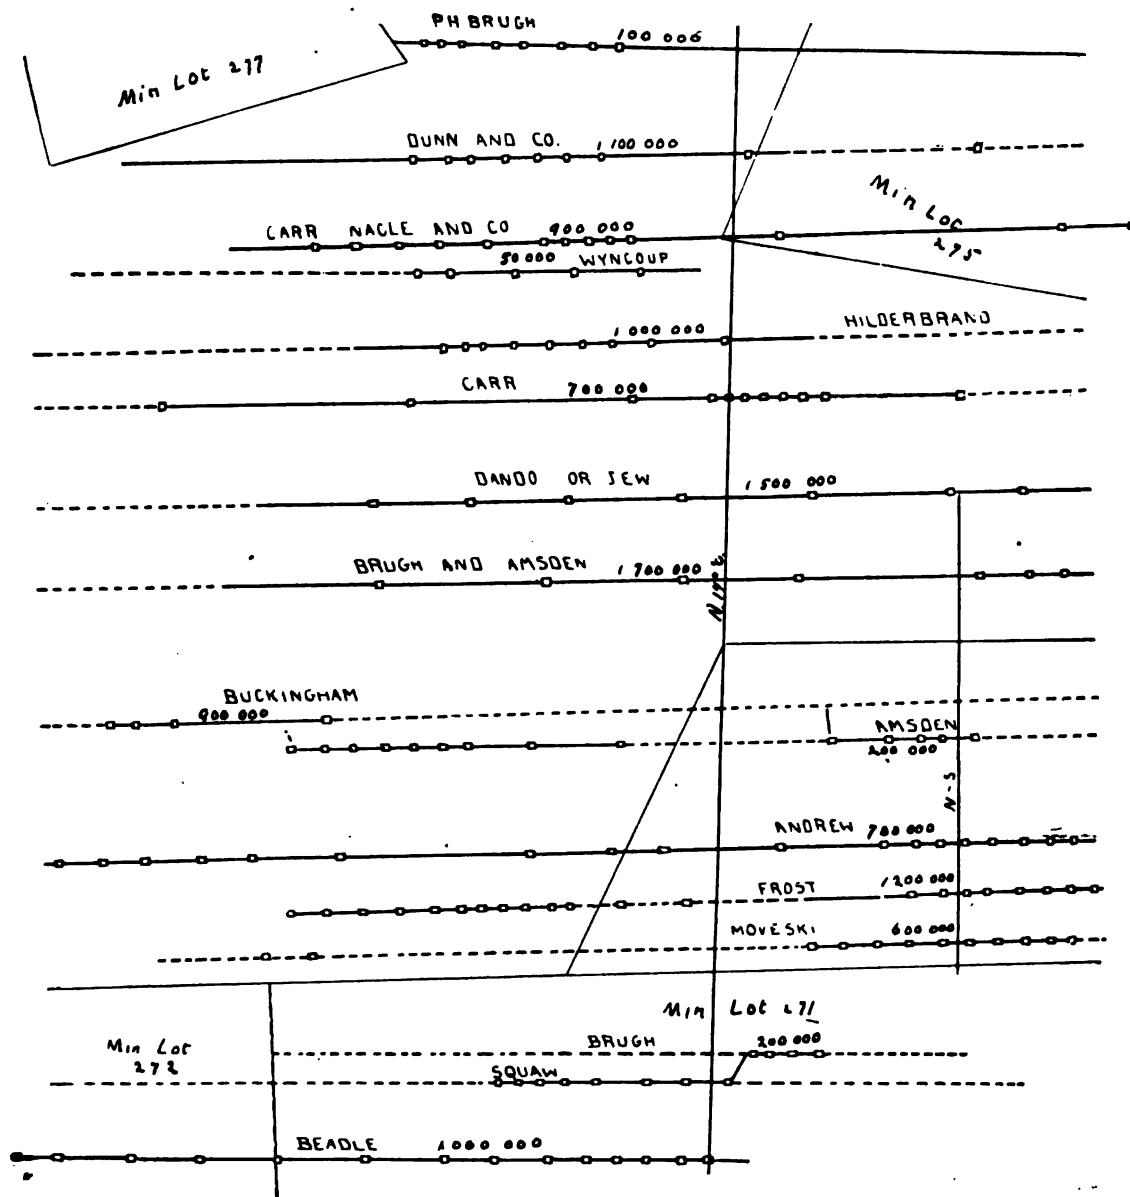 PH BRUGH 100 006
Min Lot 277
DUNN AND CO. 1 100 000
Min Loc 275
CARR NAGLE AND CO 900 000
50 000 WYNCOUP
1 000 000 HILDERBRAND
CARR 700 000
DANDO OR JEW 1 500 000
BRUGH AND AMSDEN 1 700 000
BUCKINGHAM
900 000
AMSDEN
200 000
N-S
ANDREW 700 000
FROST 1 200 000
MOVESKI 600 000
Min Lot 271
Min Lot
272
BRUGH 200 000
SQUAW
BEADLE 1 000 000